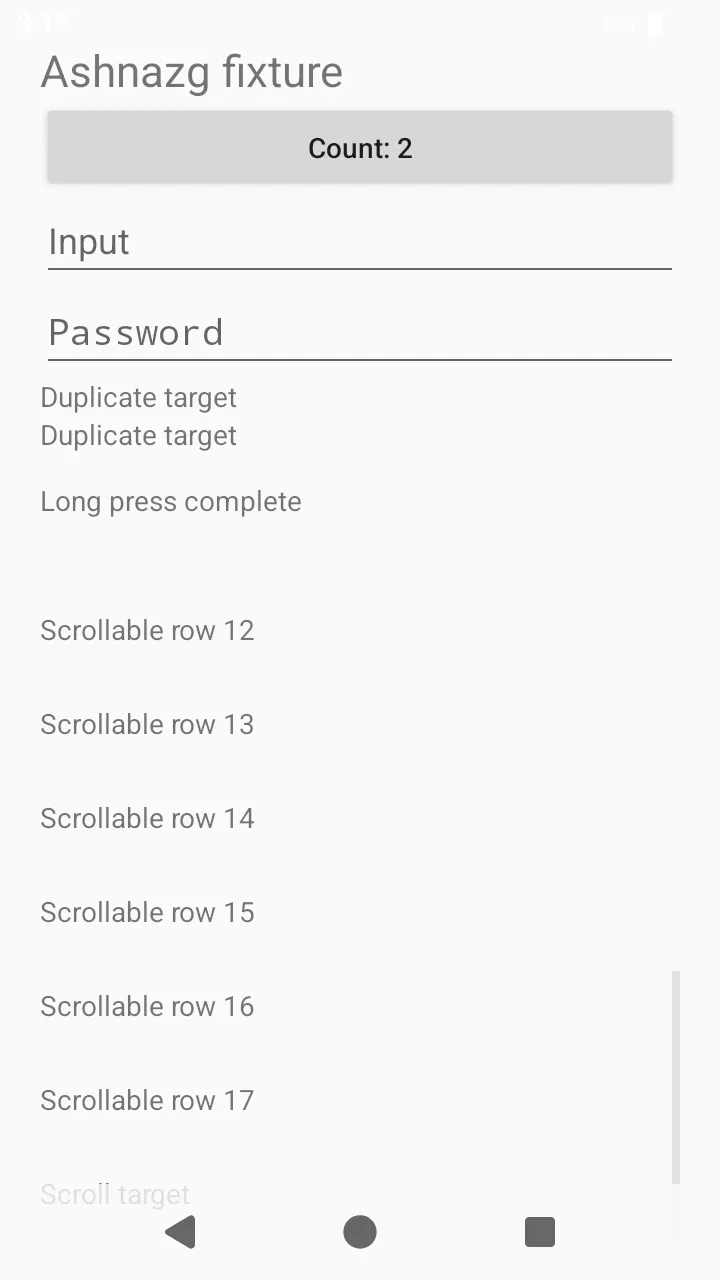 Ashnazg fixture
Count: 2
Input
Password
Duplicate target
Duplicate target
Long press complete
Scrollable row 12
Scrollable row 13
Scrollable row 14
Scrollable row 15
Scrollable row 16
Scrollable row 17
Scroll target